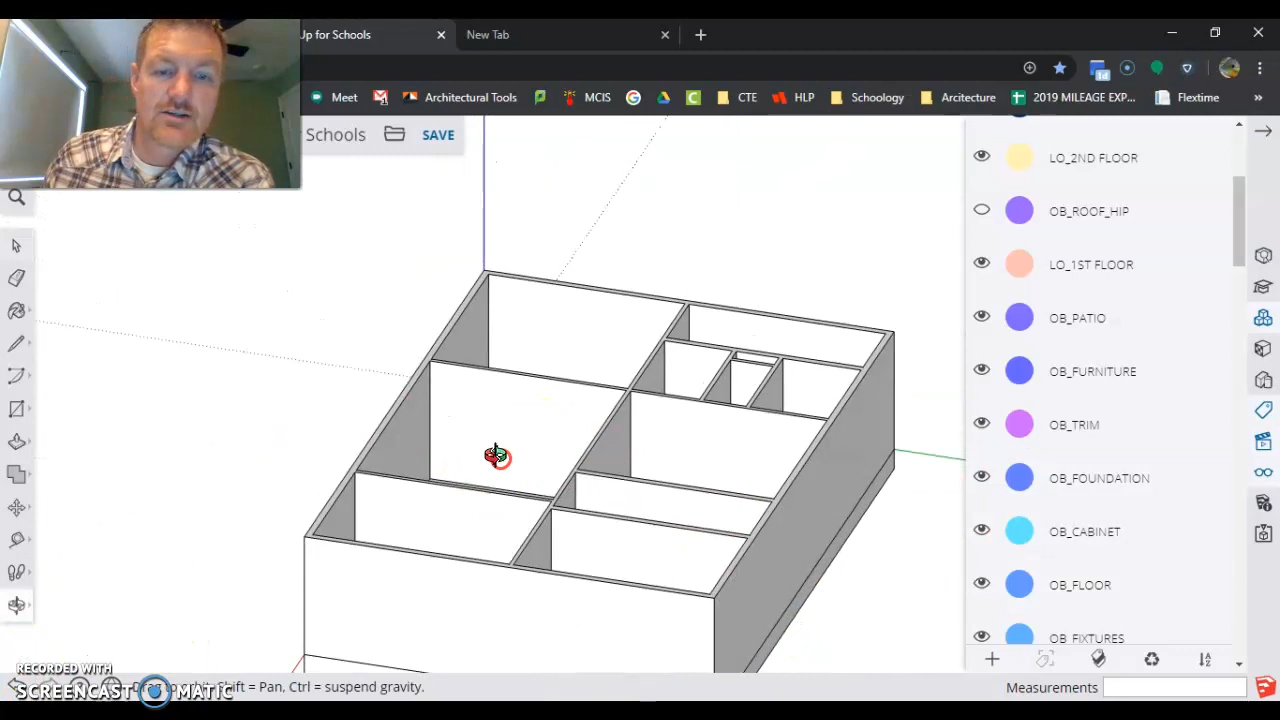 Up for Schools
New Tab
Meet
Architectural Tools
MCIS
CTE
HLP
Schoology
Arcitecture
2019 MILEAGE EXP...
Flextime
»
Schools
SAVE
LO_2ND FLOOR
OB_ROOF_HIP
LO_1ST FLOOR
OB_PATIO
OB_FURNITURE
OB_TRIM
OB_FOUNDATION
OB_CABINET
OB_FLOOR
OB_FIXTURES
RECORDED WITH
SCREENCAST MATIC
Shift = Pan, Ctrl = suspend gravity.
Measurements